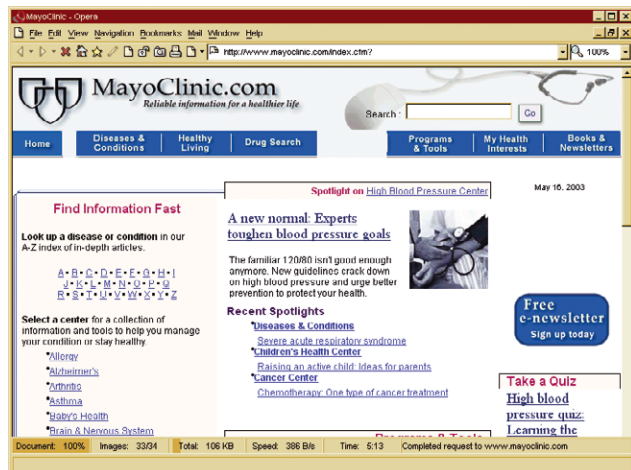 MayoClinic - Opera
File Edit View Navigation Bookmarks Mail Window Help
http://www.mayoclinic.com/index.cfm?
100%
MayoClinic.com
Reliable information for a healthier life
Search :
Go
Home
Diseases & Conditions
Healthy Living
Drug Search
Programs & Tools
My Health Interests
Books & Newsletters
Find Information Fast
Look up a disease or condition in our
A-Z index of in-depth articles.
A • B • C • D • E • F • G • H • I
J • K • L • M • N • O • P • Q
R • S • T • U • V • W • X • Y • Z
Select a center for a collection of
information and tools to help you manage
your condition or stay healthy.
•Allergy
•Alzheimer's
•Arthritis
•Asthma
•Baby's Health
•Brain & Nervous System
Spotlight on High Blood Pressure Center
A new normal: Experts
toughen blood pressure goals
The familiar 120/80 isn't good enough
anymore. New guidelines crack down
on high blood pressure and urge better
prevention to protect your health.
Recent Spotlights
•Diseases & Conditions
Severe acute respiratory syndrome
•Children's Health Center
Raising an active child: Ideas for parents
•Cancer Center
Chemotherapy: One type of cancer treatment
Programs & Tools
May 16, 2003
Free
e-newsletter
Sign up today
Take a Quiz
High blood
pressure quiz:
Learning the
Document: 100% Images: 33/34 Total: 106 KB Speed: 386 B/s Time: 5:13 Completed request to www.mayoclinic.com